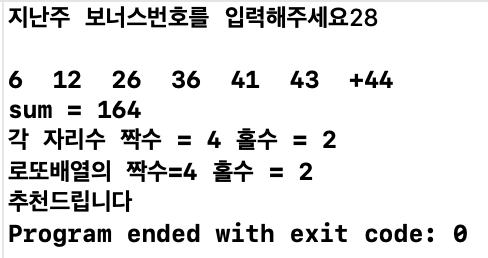 지난주 보너스번호를 입력해주세요28
6 12 26 36 41 43 +44
sum = 164
각 자리수 짝수 = 4 홀수 = 2
로또배열의 짝수=4 홀수 = 2
추천드립니다
Program ended with exit code: 0